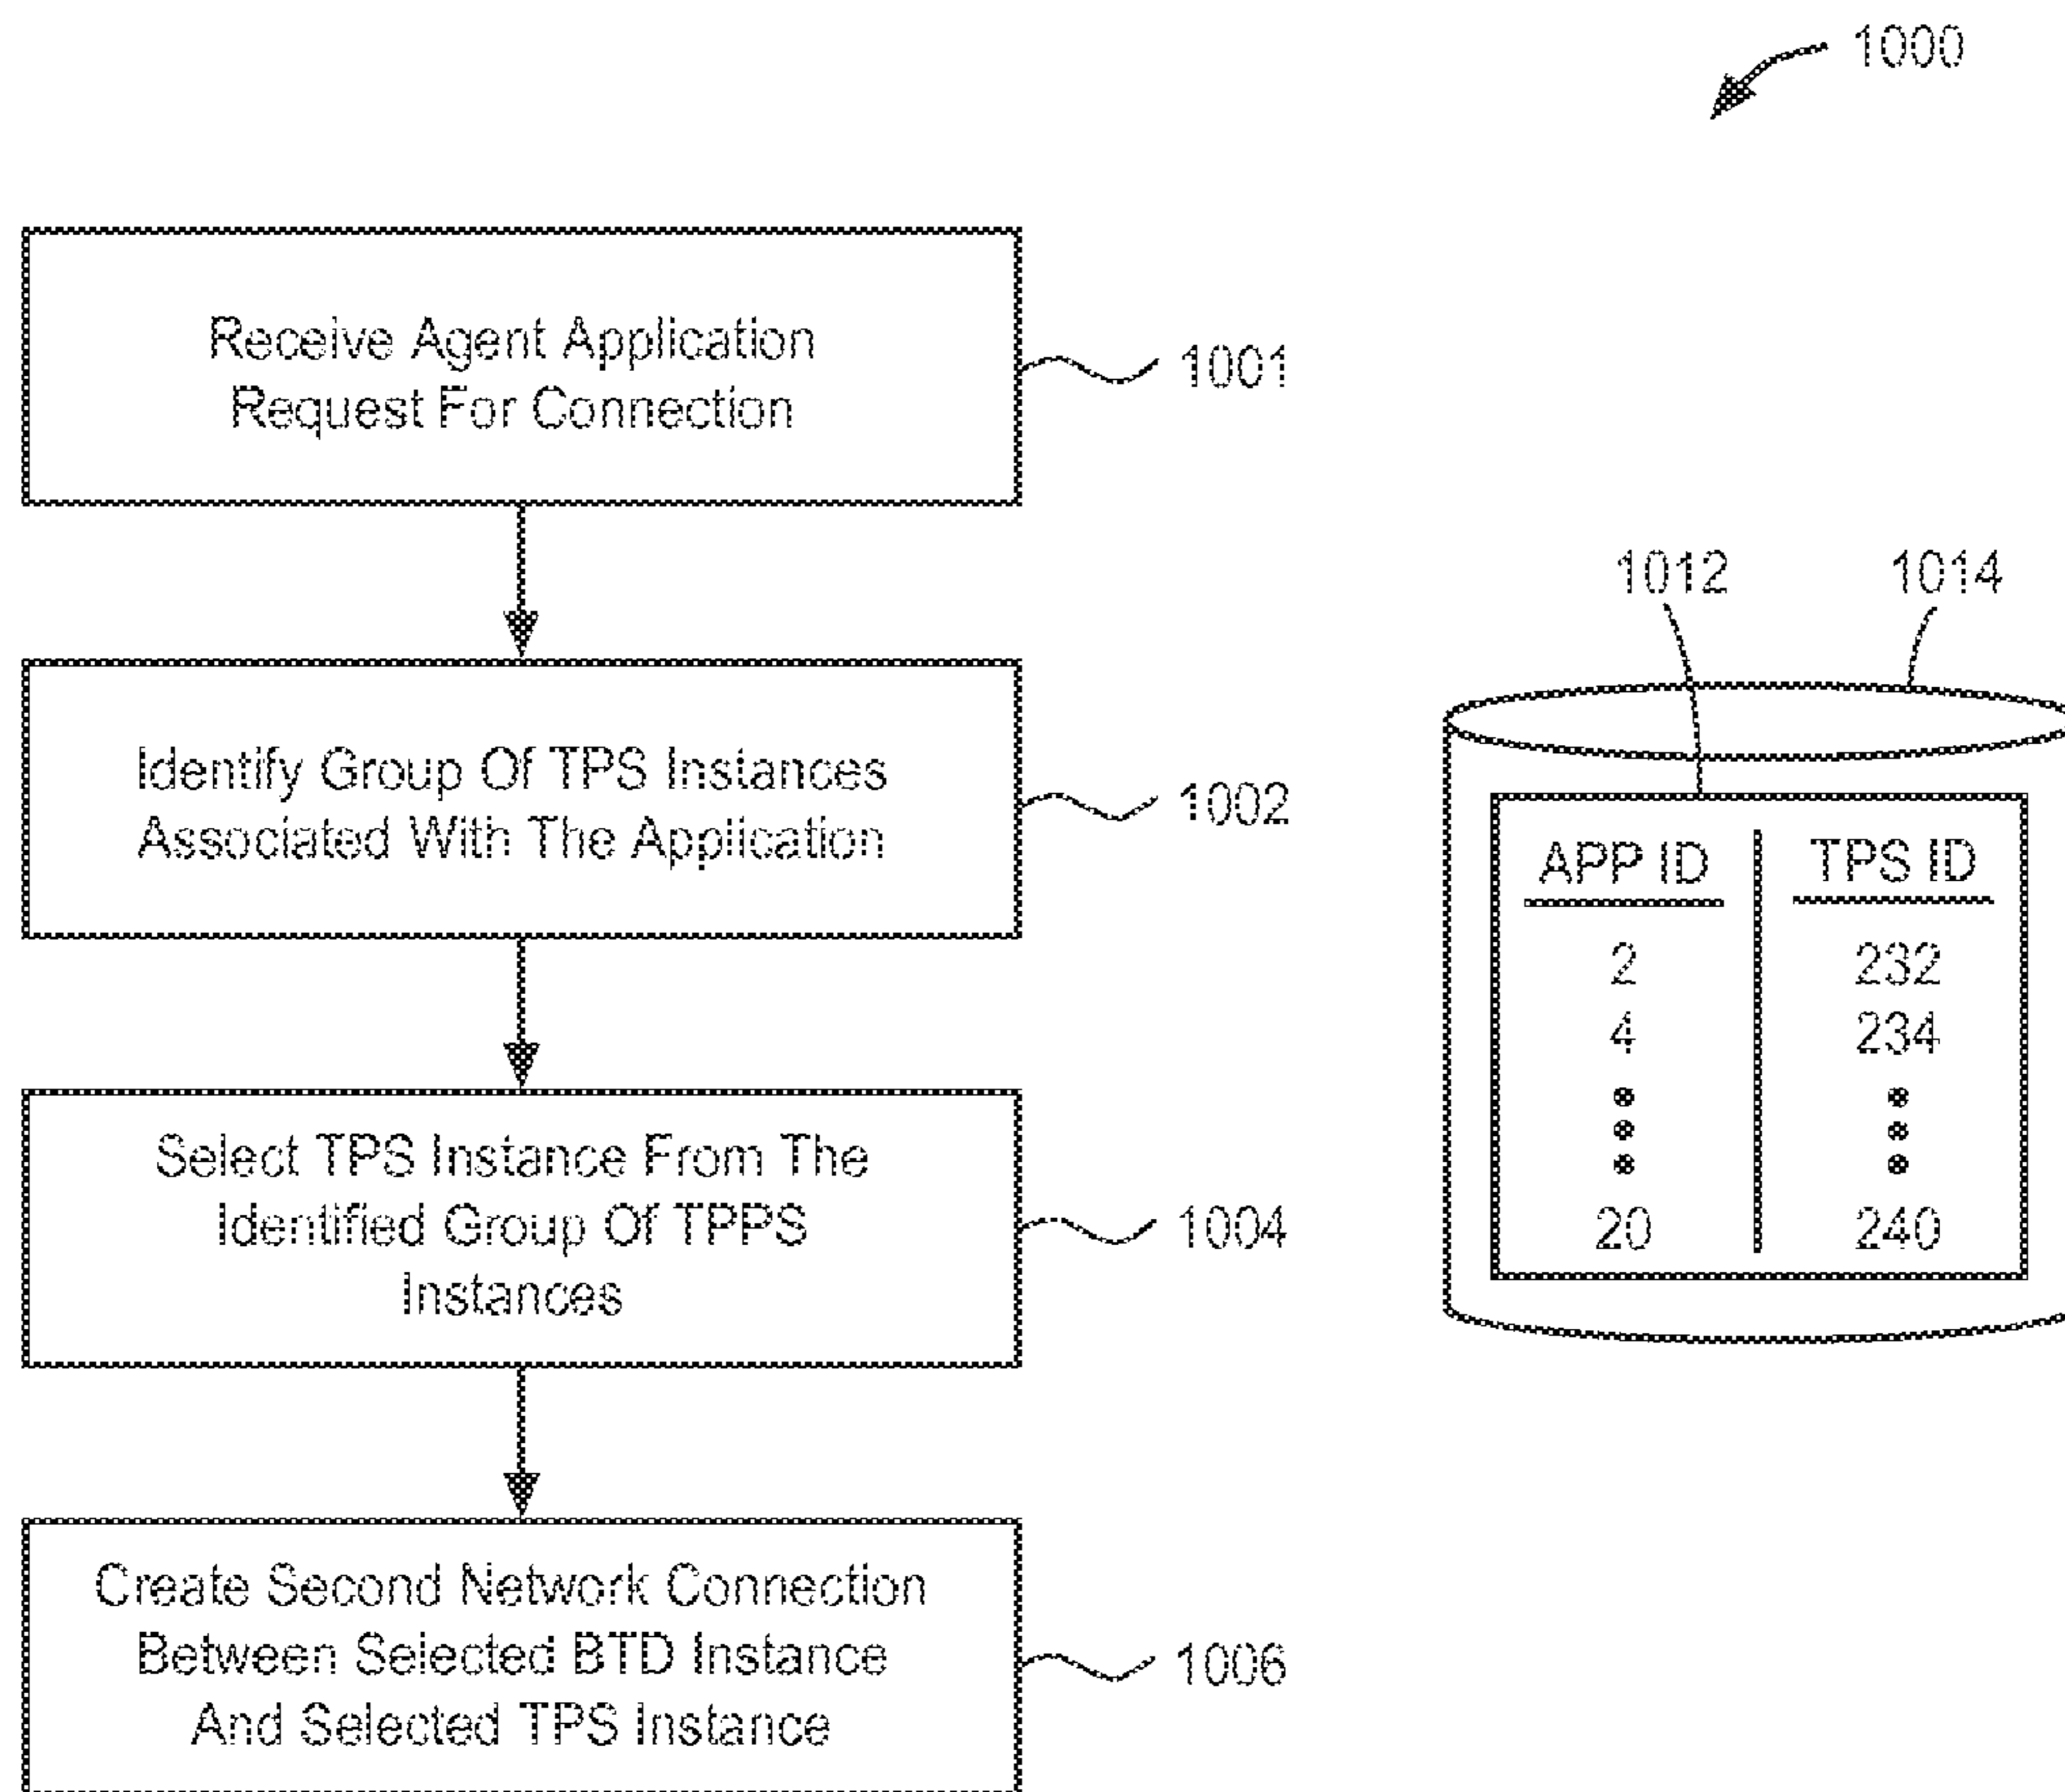 1000
Receive Agent Application
Request For Connection
1001
Identify Group Of TPS Instances
Associated With The Application
1002
Select TPS Instance From The
Identified Group Of TPPS
Instances
1004
Create Second Network Connection
Between Selected BTD Instance
And Selected TPS Instance
1006
1012 1014
APP ID TPS ID
2 232
4 234
20 240